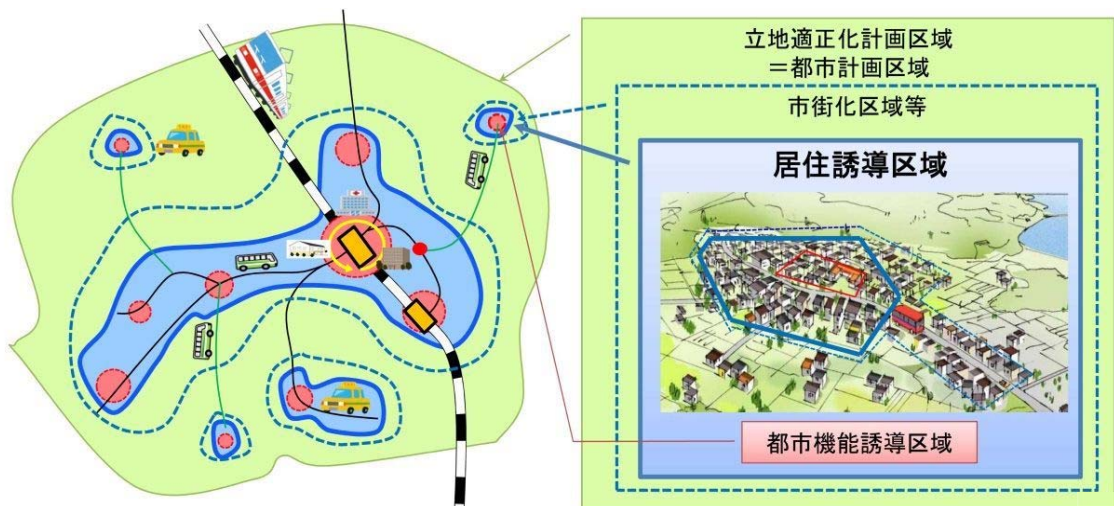 立地適正化計画区域
＝都市計画区域
市街化区域等
居住誘導区域
都市機能誘導区域